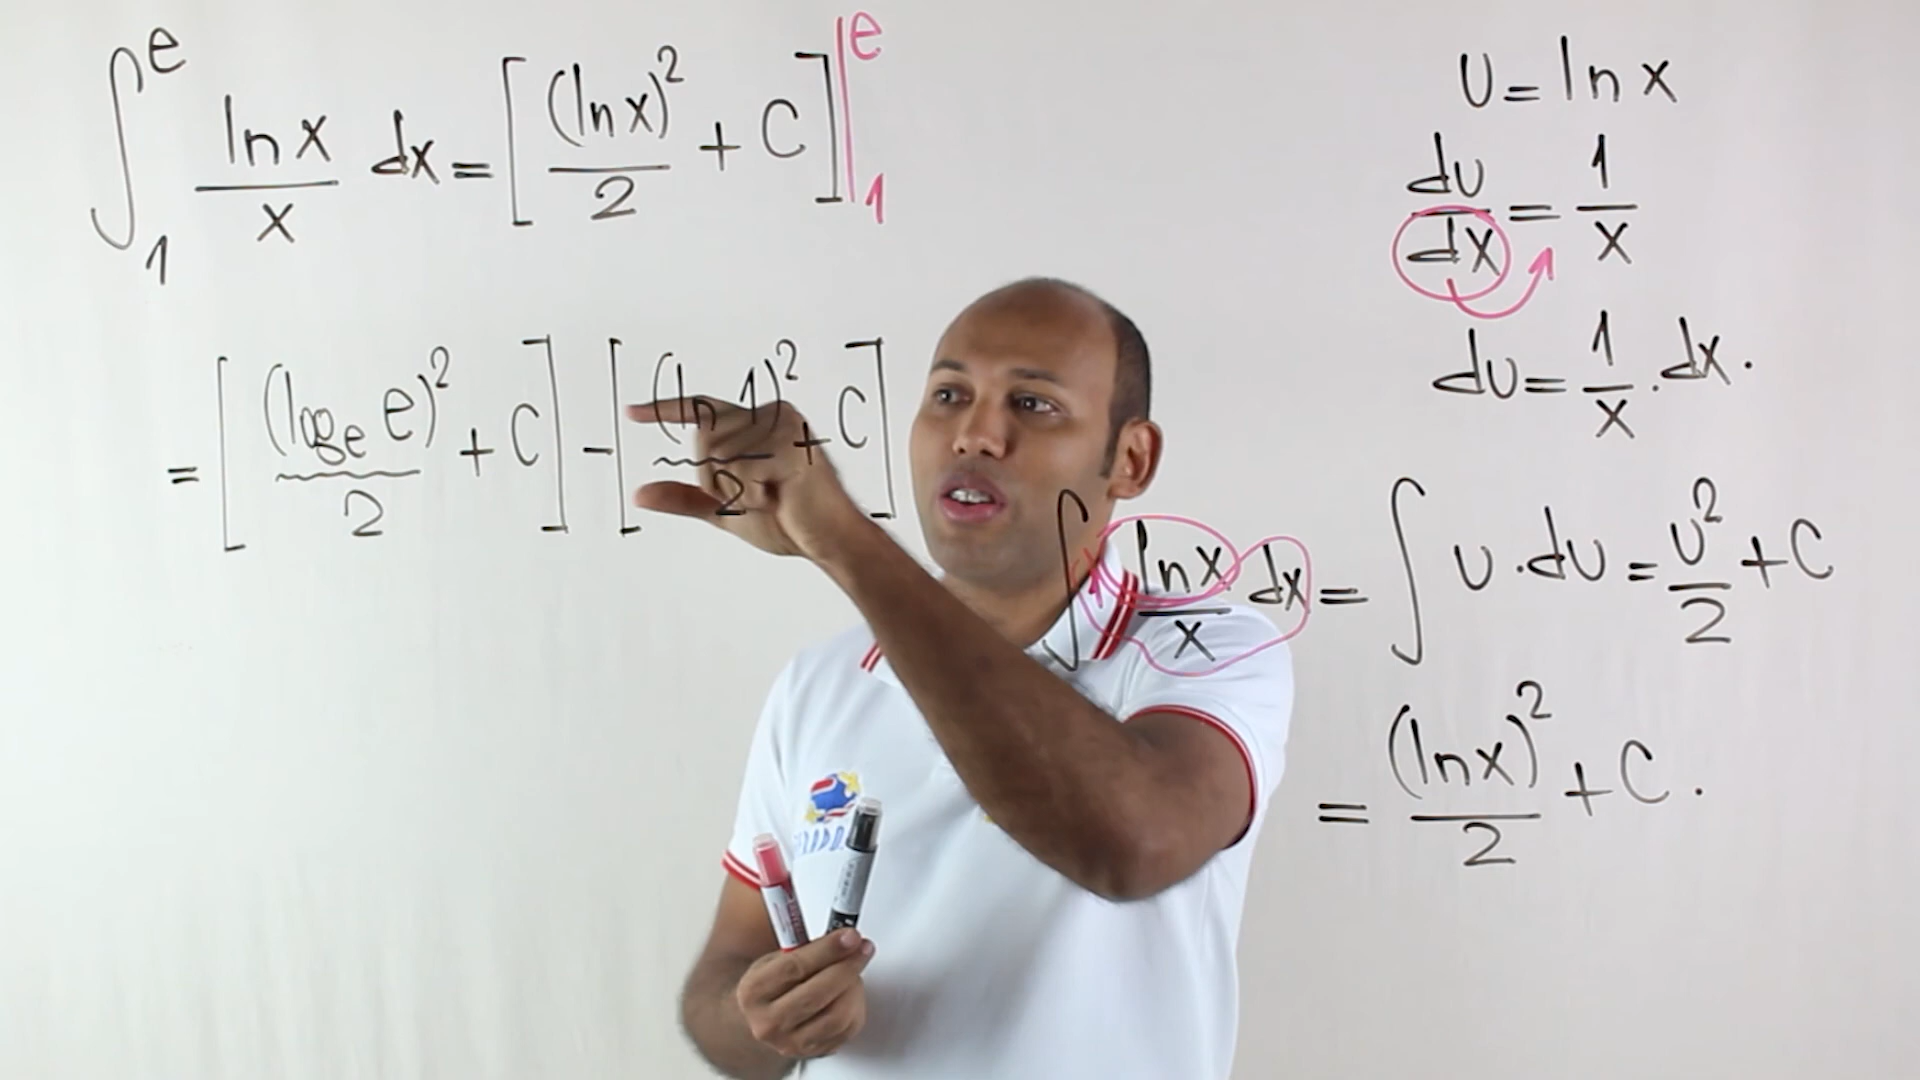 ∫₁ᵉ ln x / x dx = [ (ln x)² / 2 + C ] |₁ᵉ
= [ (logₑ e)² / 2 + C ] - [ (ln 1)² / 2 + C ]
U = ln x
du / dx = 1 / x
du = 1 / x . dx .
∫ ln x / x dx = ∫ u . du = u² / 2 + C
= (ln x)² / 2 + C .